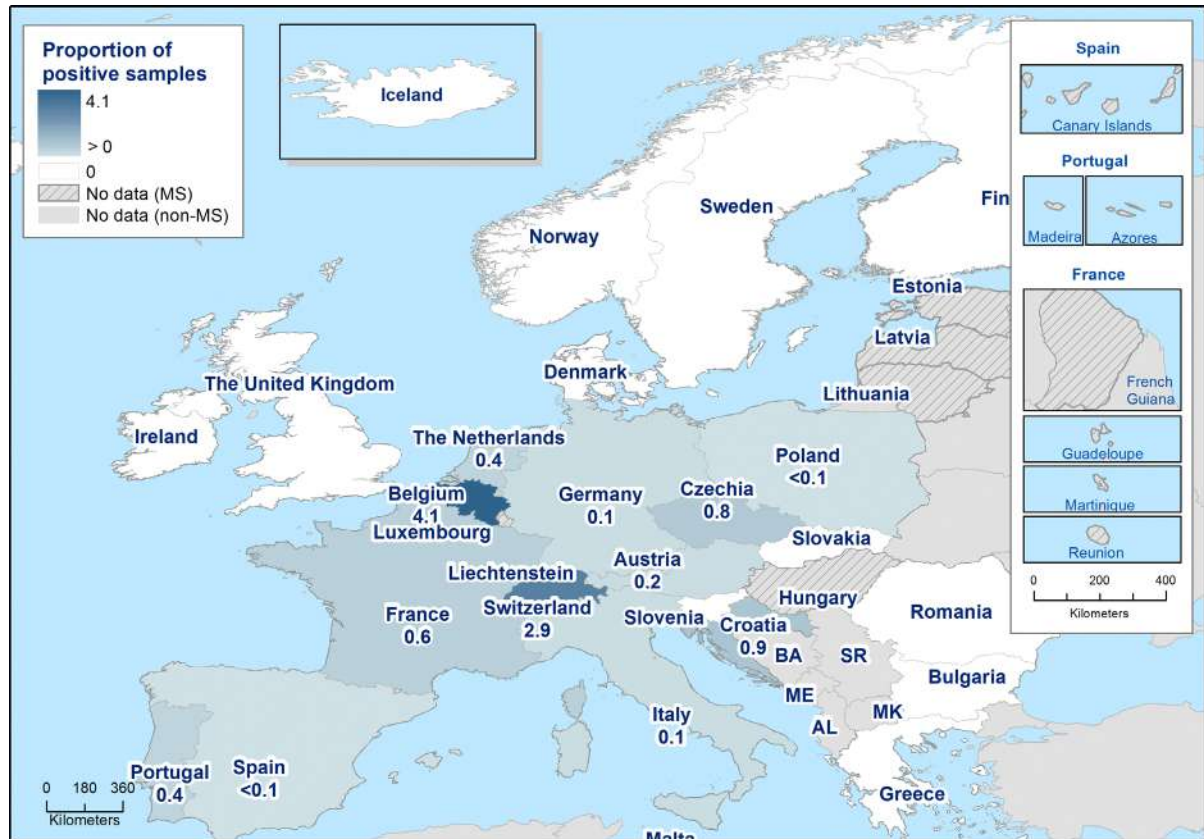 Proportion of
positive samples
4.1
> 0
0
No data (MS)
No data (non-MS)
Iceland
Spain
Canary Islands
Portugal
Madeira
Azores
France
French
Guiana
Guadeloupe
Martinique
Reunion
0 200 400
Kilometers
Norway
Sweden
Fin
Estonia
Latvia
Lithuania
Denmark
The United Kingdom
Ireland
The Netherlands
0.4
Belgium
4.1
Luxembourg
Germany
0.1
Poland
<0.1
Czechia
0.8
Slovakia
Austria
0.2
Liechtenstein
Switzerland
2.9
France
0.6
Slovenia
Hungary
Croatia
0.9
BA
SR
Romania
Bulgaria
ME
MK
AL
Italy
0.1
Greece
Portugal
0.4
Spain
<0.1
Malta
0 180 360
Kilometers